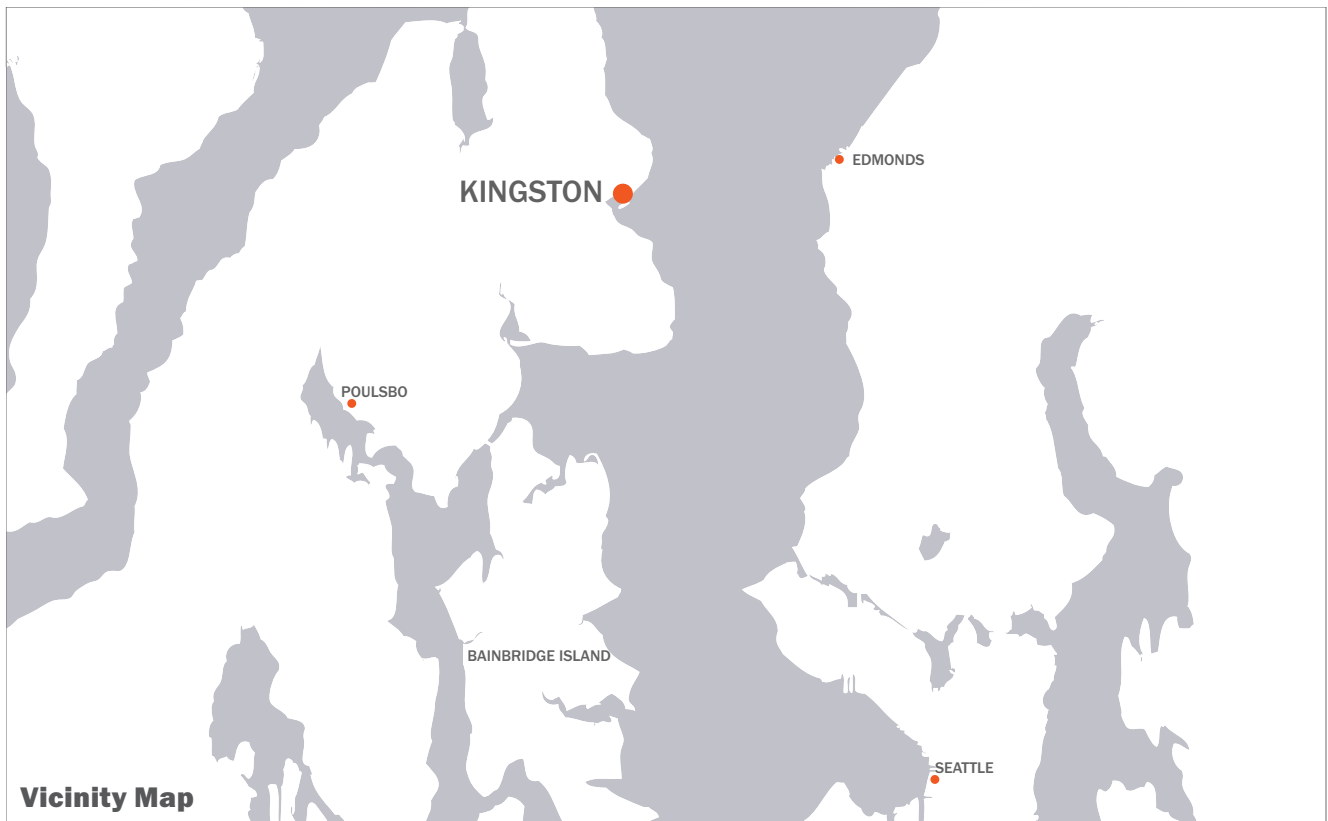 EDMONDS
KINGSTON
POULSBO
BAINBRIDGE ISLAND
SEATTLE
Vicinity Map